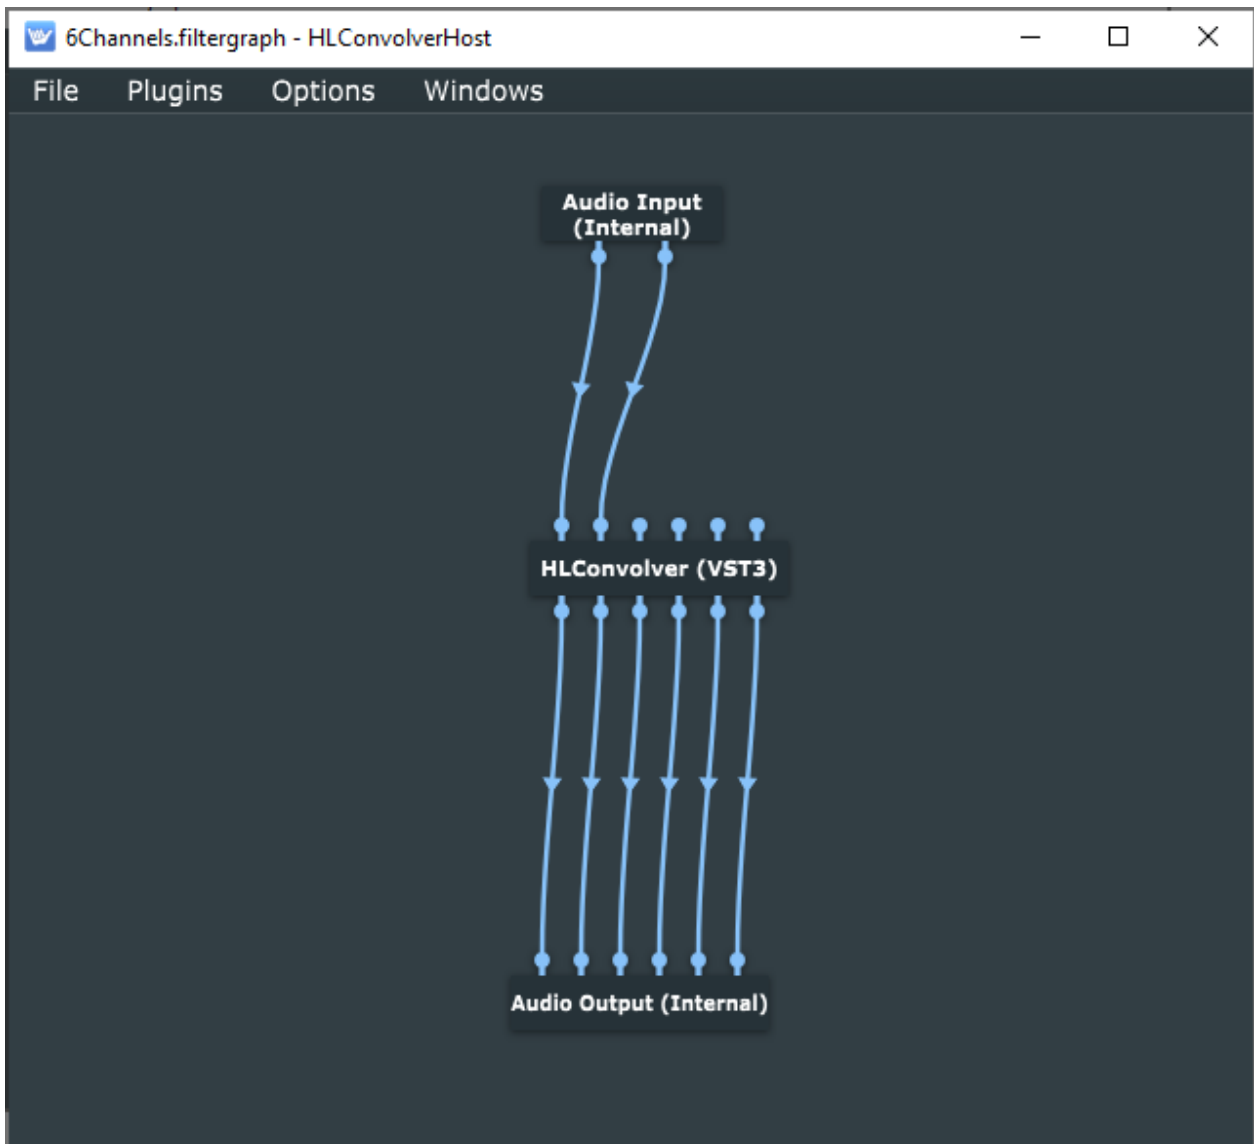 6Channels.filtergraph - HLConvolverHost
File Plugins Options Windows
Audio Input
(Internal)
HLConvolver (VST3)
Audio Output (Internal)